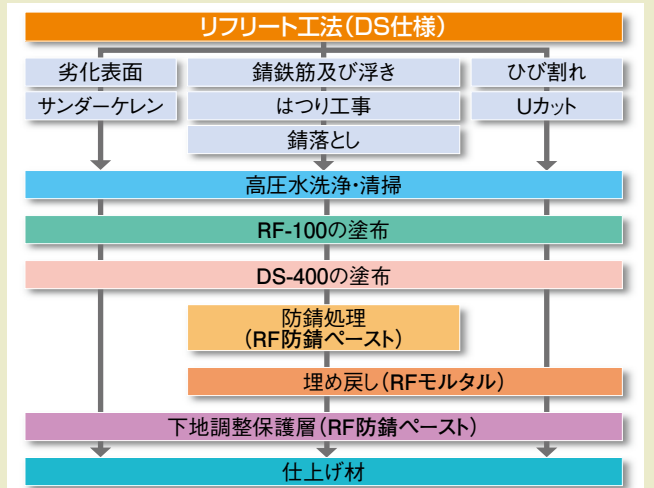 リフリート工法(DS仕様)
劣化表面
錆鉄筋及び浮き
ひび割れ
サンダーケレン
はつり工事
Uカット
錆落とし
高圧水洗浄・清掃
RF-100の塗布
DS-400の塗布
防錆処理
(RF防錆ペースト)
埋め戻し(RFモルタル)
下地調整保護層(RF防錆ペースト)
仕上げ材